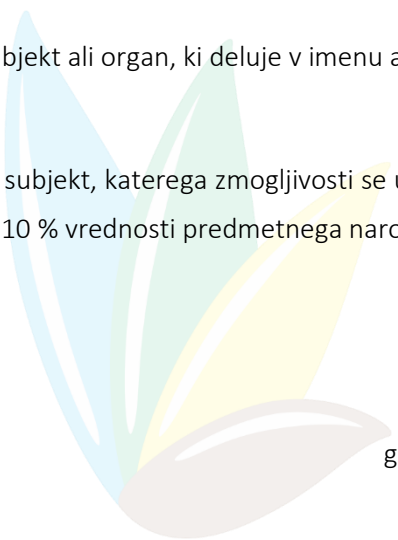 bjekt ali organ, ki deluje v imenu a
subjekt, katerega zmogljivosti se u
10 % vrednosti predmetnega naro
g